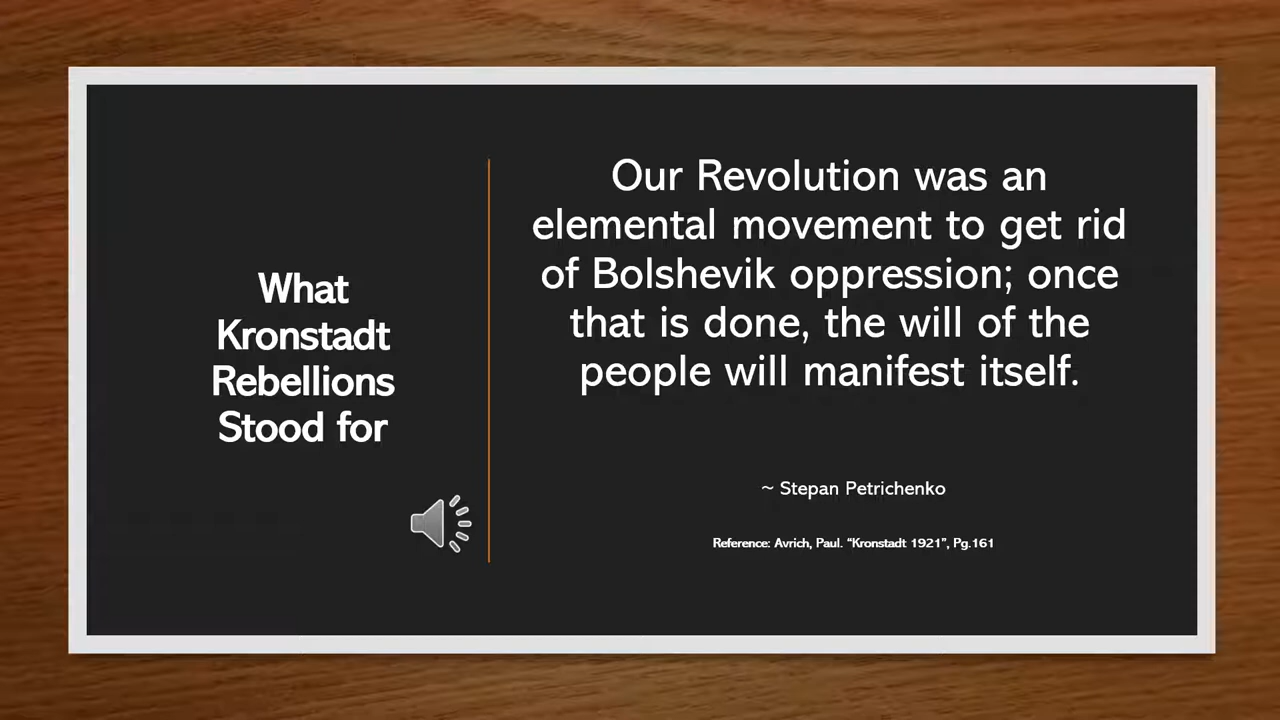 What
Kronstadt
Rebellions
Stood for
Our Revolution was an
elemental movement to get rid
of Bolshevik oppression; once
that is done, the will of the
people will manifest itself.
~ Stepan Petrichenko
Reference: Avrich, Paul. “Kronstadt 1921”, Pg.161